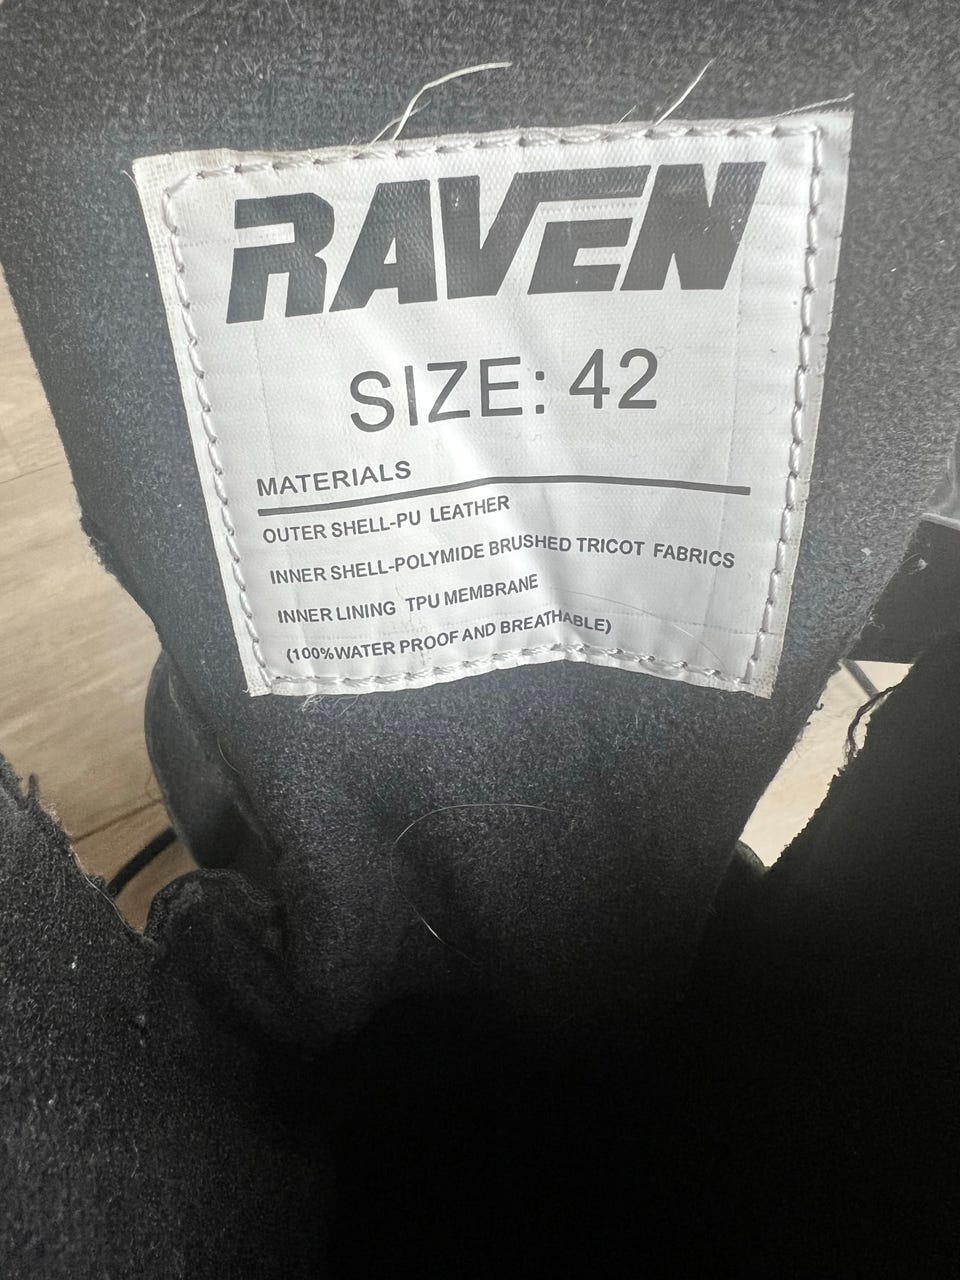 RAVEN
SIZE: 42
MATERIALS
OUTER SHELL-PU LEATHER
INNER SHELL-POLYMIDE BRUSHED TRICOT FABRICS
INNER LINING TPU MEMBRANE
(100%WATER PROOF AND BREATHABLE)